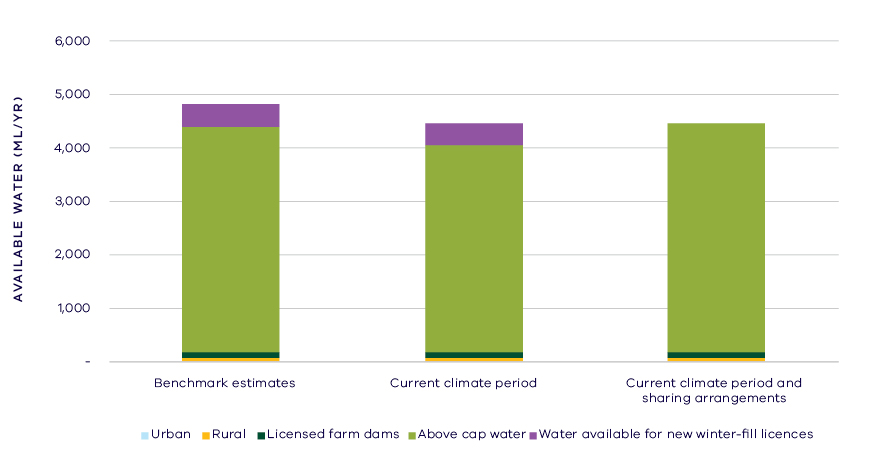 6,000
5,000
4,000
3,000
2,000
1,000
-
AVAILABLE WATER (ML/YR)
Benchmark estimates
Current climate period
Current climate period and
sharing arrangements
Urban Rural Licensed farm dams Above cap water Water available for new winter-fill licences